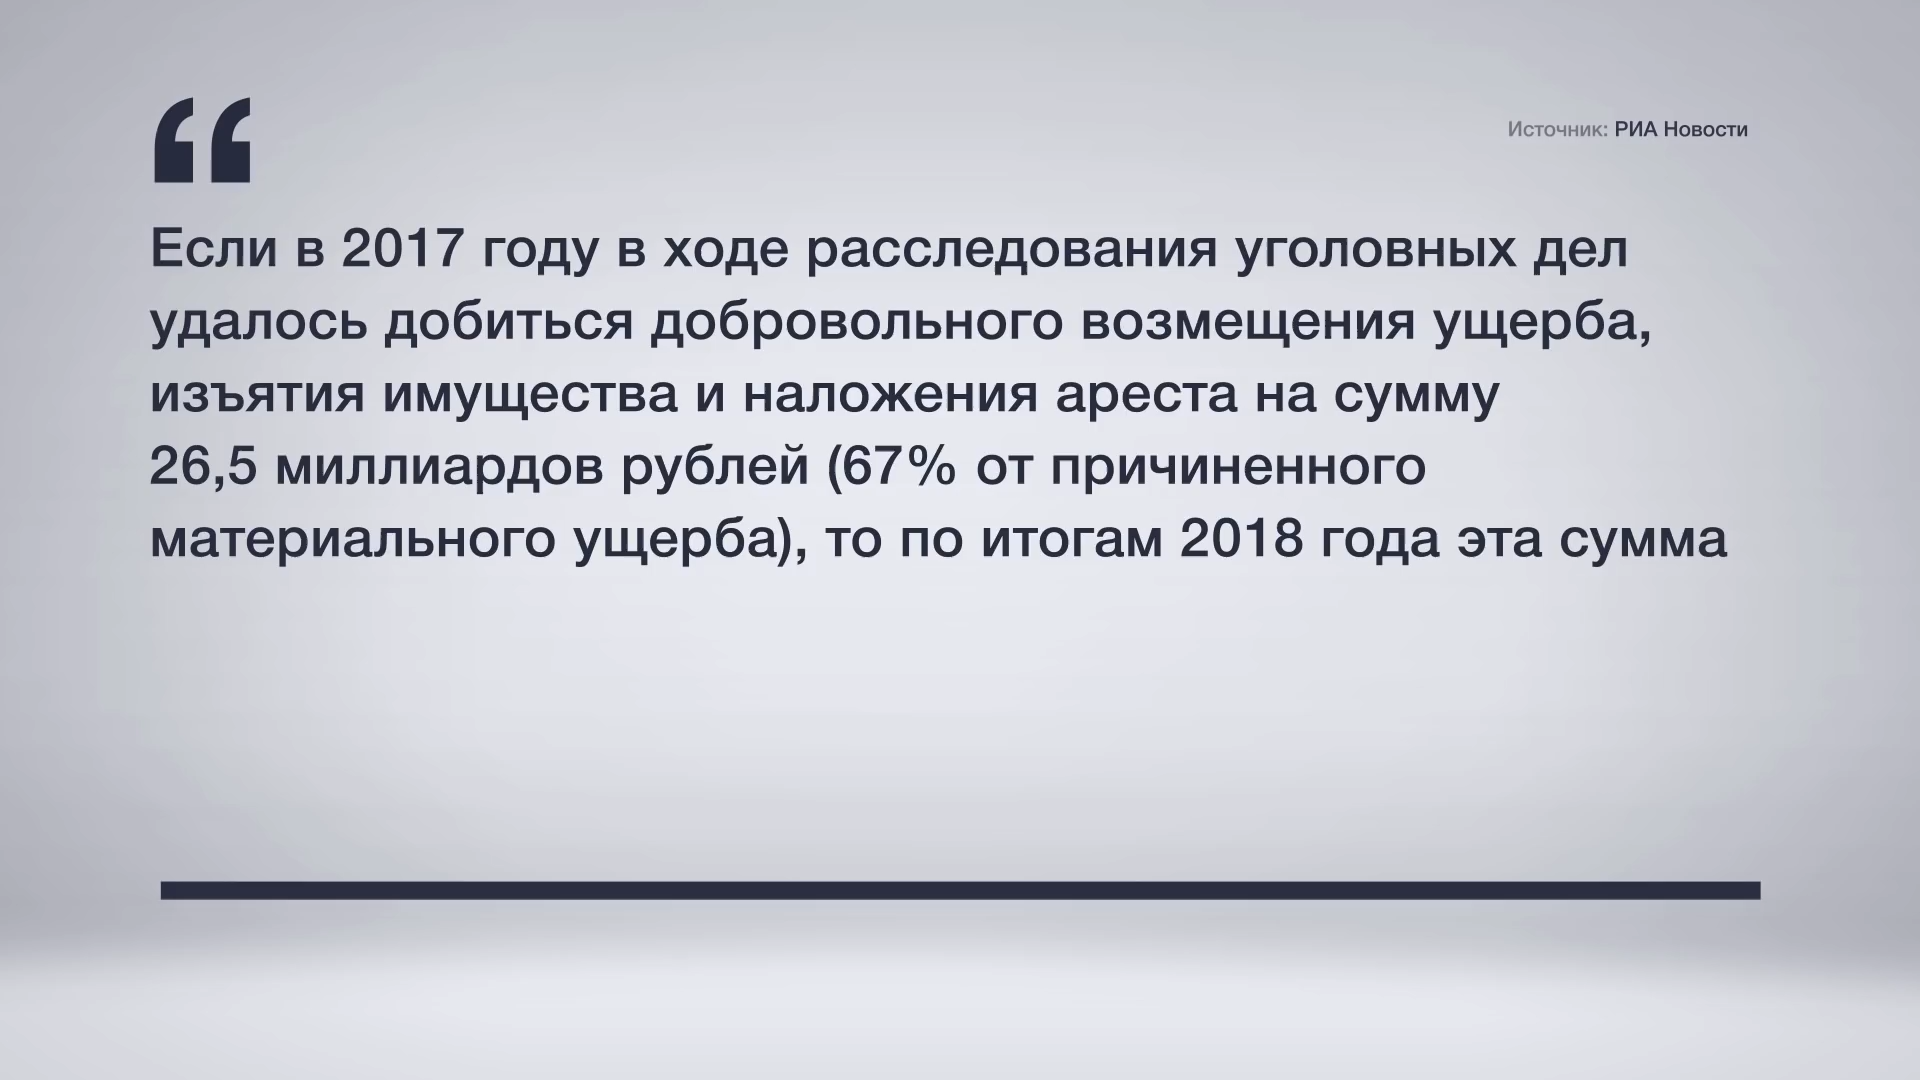 “
Источник: РИА Новости
Если в 2017 году в ходе расследования уголовных дел
удалось добиться добровольного возмещения ущерба,
изъятия имущества и наложения ареста на сумму
26,5 миллиардов рублей (67% от причиненного
материального ущерба), то по итогам 2018 года эта сумма